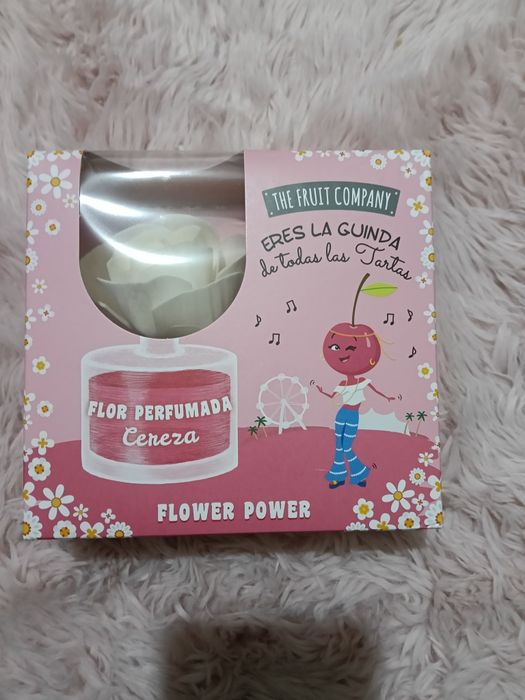 THE FRUIT COMPANY
ERES LA GUINDA
de todas las Tartas
FLOR PERFUMADA
Cereza
FLOWER POWER